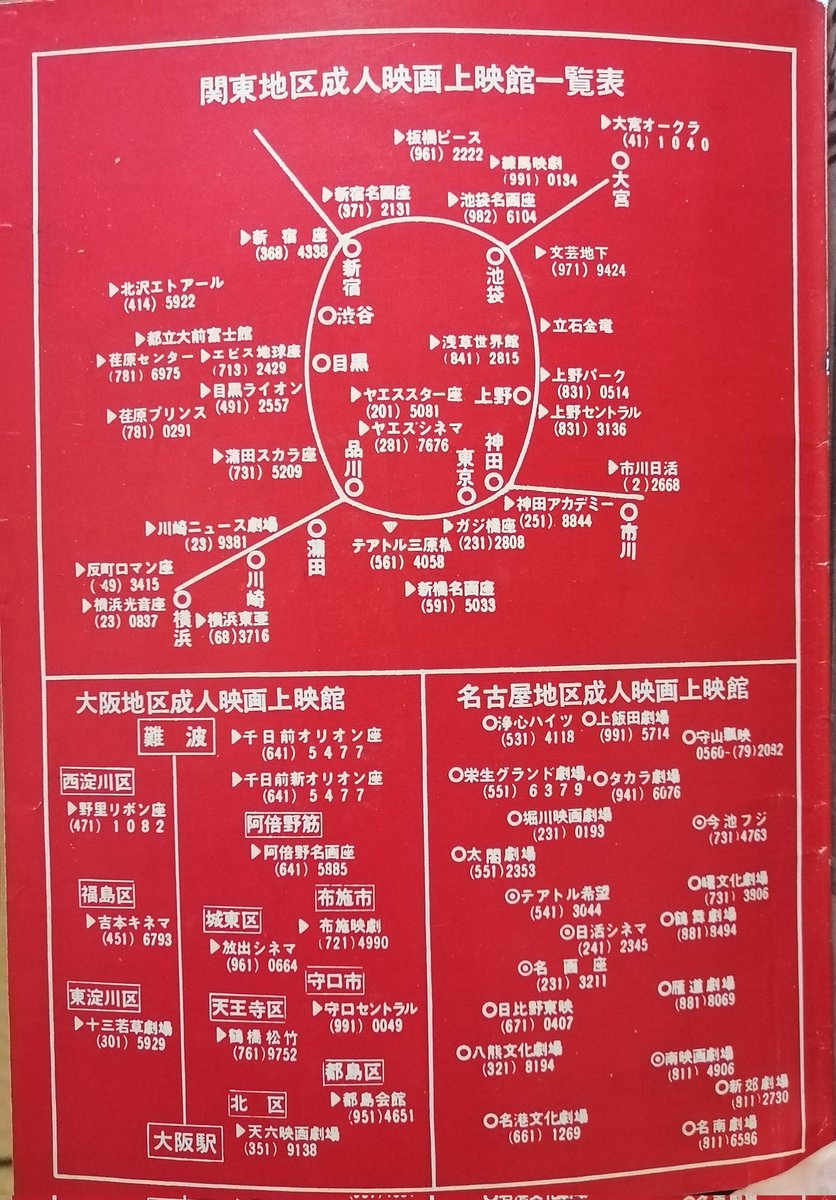 関東地区成人映画上映館一覧表
▶大宮オークラ
(41) 1040
大宮
▶板橋ピース
(961) 2222
▶練馬映劇
(991) 0134
▶新宿名画座
(371) 2131
▶池袋名画座
(982) 6104
▶新宿座
(368) 4338
新宿
池袋
▶文芸地下
(971) 9424
▶北沢エトアール
(414) 5922
渋谷
▶立石金竜
▶都立大前富士館
▶浅草世界館
(841) 2815
▶荏原センター
(781) 6975
▶エビス地球座
(713) 2429
目黒
▶上野パーク
(831) 0514
▶目黒ライオン
(491) 2557
▶ヤエススター座
(201) 5081
上野
▶上野セントラル
(831) 3136
▶荏原プリンス
(781) 0291
▶ヤエズシネマ
(281) 7676
▶蒲田スカラ座
(731) 5209
品川
東京
神田
▶市川日活
(2) 2668
市川
▶神田アカデミー
(251) 8844
▶川崎ニュース劇場
(23) 9381
蒲田
テアトル三原橋
(561) 4058
▶ガジ橋座
(231) 2808
▶反町ロマン座
(49) 3415
川崎
▶新橋名画座
(591) 5033
▶横浜光音座
(23) 0837
横浜
▶横浜東亜
(68) 3716
大阪地区成人映画上映館
難波
▶千日前オリオン座
(641) 5477
▶千日前新オリオン座
(641) 5477
西淀川区
▶野里リボン座
(471) 1082
阿倍野筋
▶阿倍野名画座
(641) 5885
福島区
▶吉本キネマ
(451) 6793
布施市
▶布施映劇
(721) 4990
城東区
▶放出シネマ
(961) 0664
守口市
▶守口セントラル
(991) 0049
東淀川区
▶十三若草劇場
(301) 5929
天王寺区
▶鶴橋松竹
(761) 9752
都島区
▶都島会館
(951) 4651
北区
▶天六映画劇場
(351) 9138
大阪駅
名古屋地区成人映画上映館
○浄心ハイツ
(531) 4118
○上飯田劇場
(991) 5714
○守山瓢映
0560-(79)2092
○栄生グランド劇場
(551) 6379
○タカラ劇場
(941) 6076
○堀川映画劇場
(231) 0193
○今池フジ
(731) 4763
○太閤劇場
(551) 2353
◎テアトル希望
(541) 3044
○曙文化劇場
(731) 3806
◎日活シネマ
(241) 2345
○鶴舞劇場
(881) 8494
◎名画座
(231) 3211
○雁道劇場
(881) 8069
○日比野東映
(671) 0407
○八熊文化劇場
(321) 8194
◎南映画劇場
(811) 4906
○新郊劇場
(811) 2730
○名港文化劇場
(661) 1269
○名南劇場
(811) 6586